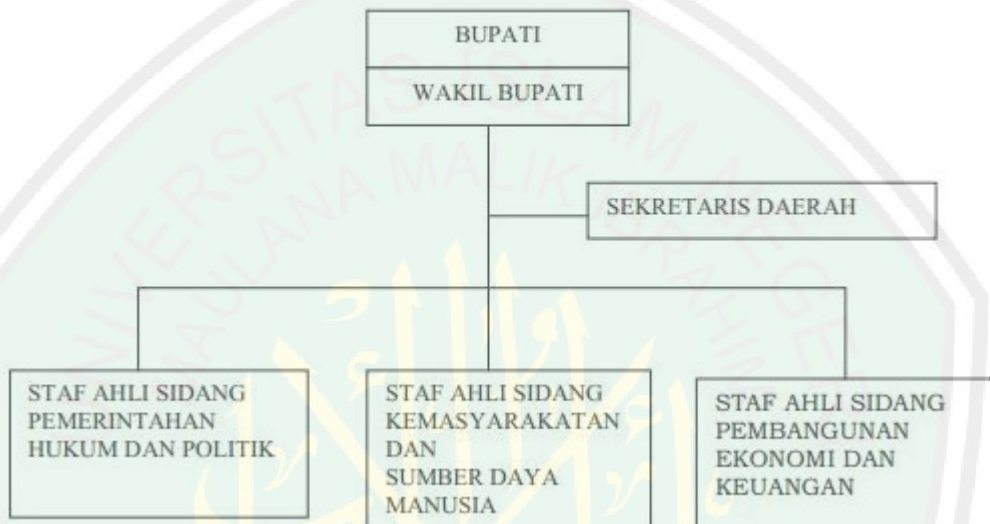 BUPATI
WAKIL BUPATI
SEKRETARIS DAERAH
STAF AHLI SIDANG
PEMERINTAHAN
HUKUM DAN POLITIK
STAF AHLI SIDANG
KEMASYARAKATAN
DAN
SUMBER DAYA
MANUSIA
STAF AHLI SIDANG
PEMBANGUNAN
EKONOMI DAN
KEUANGAN